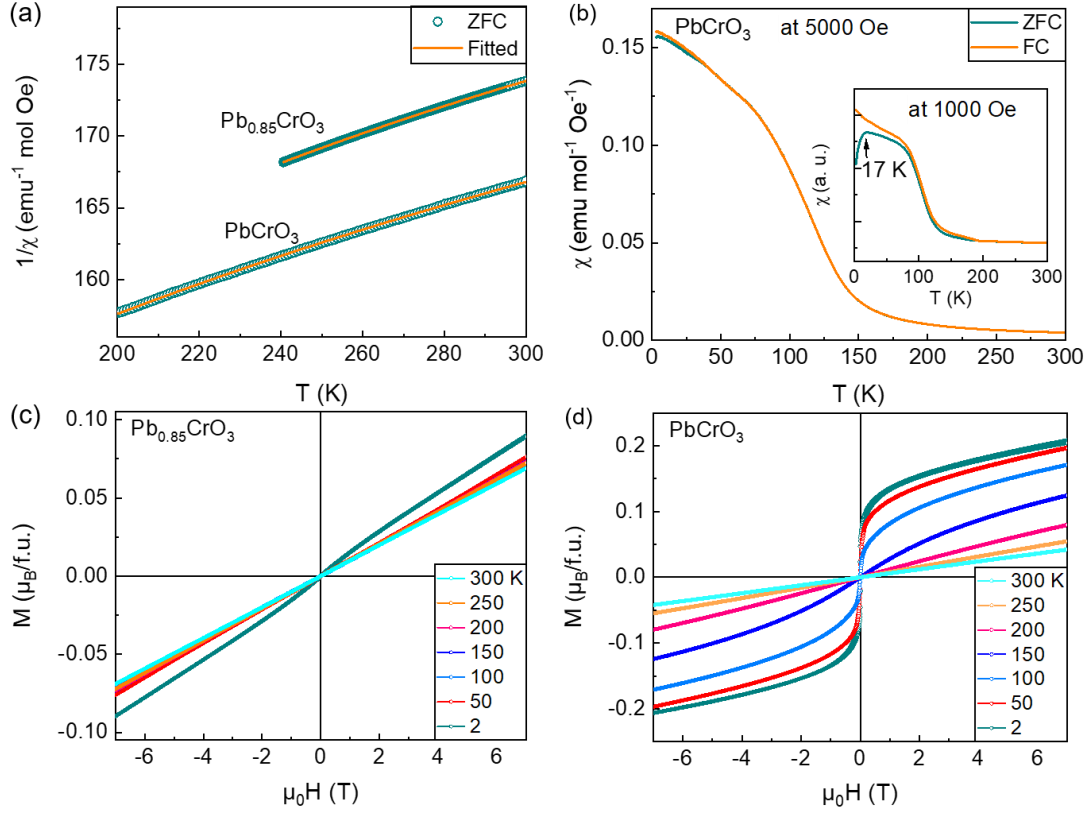 (a)
ZFC
Fitted
Pb0.85CrO3
PbCrO3
1/χ (emu-1 mol Oe)
175
170
165
160
200 220 240 260 280 300
T (K)
(b)
PbCrO3 at 5000 Oe
ZFC
FC
at 1000 Oe
17 K
χ (a. u.)
0 100 200 300
T (K)
χ (emu mol-1 Oe-1)
0.15
0.10
0.05
0.00
0 50 100 150 200 250 300
T (K)
(c)
Pb0.85CrO3
M (μB/f.u.)
0.10
0.05
0.00
-0.05
-0.10
300 K
250
200
150
100
50
2
-6 -4 -2 0 2 4 6
μ0H (T)
(d)
PbCrO3
M (μB/f.u.)
0.2
0.1
0.0
-0.1
-0.2
300 K
250
200
150
100
50
2
-6 -4 -2 0 2 4 6
μ0H (T)